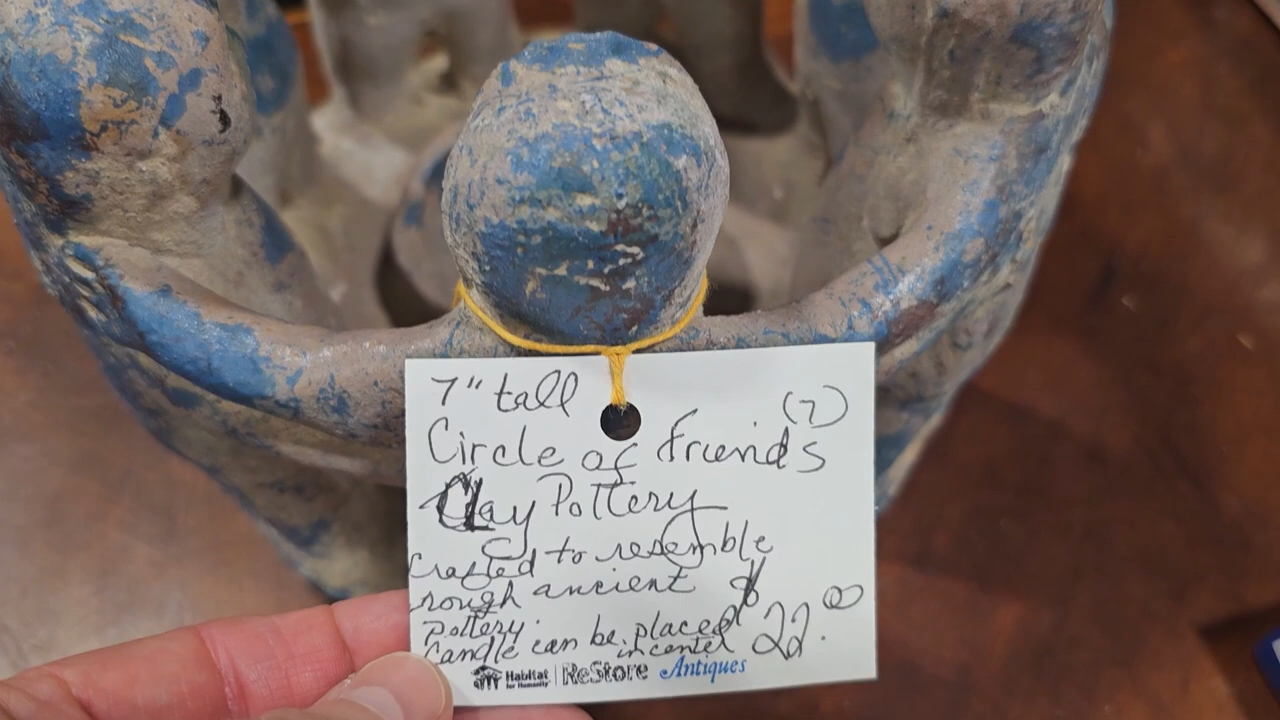 7" tall
(7)
Circle of friends
Clay Pottery
Crafted to resemble
rough ancient
pottery.
Candle can be placed
in center
$22.00
Habitat for Humanity | ReStore Antiques